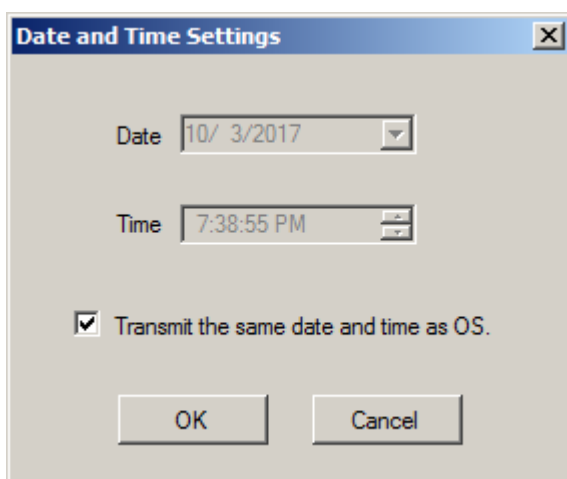 Date and Time Settings
Date 10/ 3/2017
Time 7:38:55 PM
Transmit the same date and time as OS.
OK Cancel